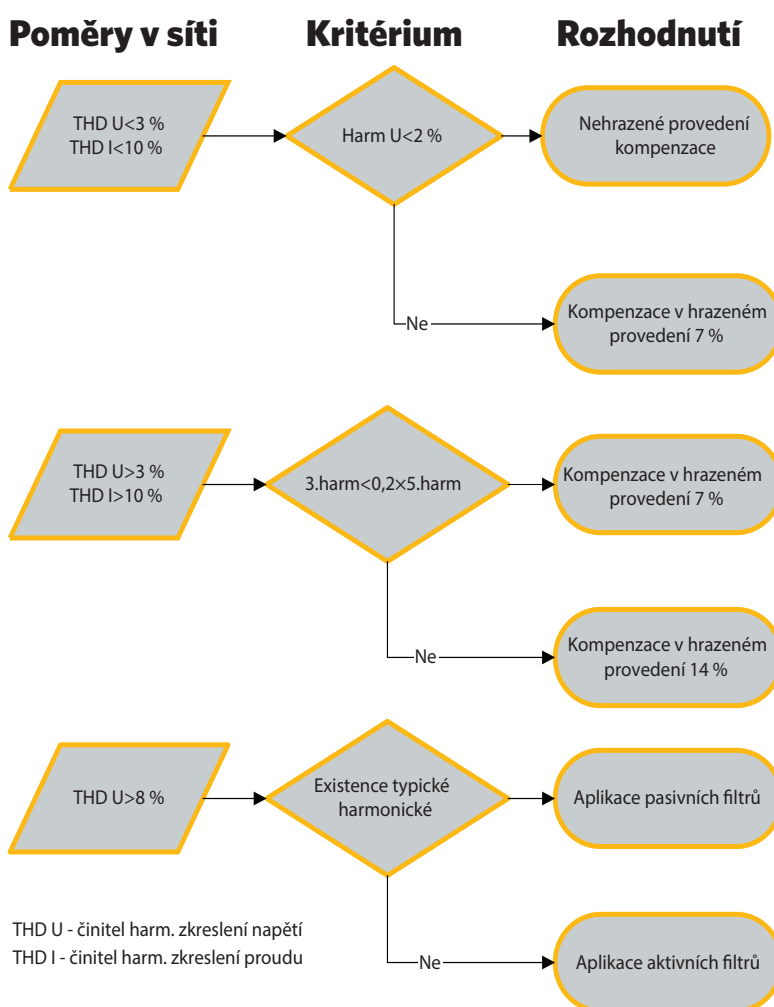 Poměry v síti
Kritérium
Rozhodnutí
THD U<3 %
THD I<10 %
Harm U<2 %
Nehrazené provedení
kompenzace
Ne
Kompenzace v hrazeném
provedení 7 %
THD U>3 %
THD I>10 %
3.harm<0,2×5.harm
Kompenzace v hrazeném
provedení 7 %
Ne
Kompenzace v hrazeném
provedení 14 %
THD U>8 %
Existence typické
harmonické
Aplikace pasivních filtrů
Ne
Aplikace aktivních filtrů
THD U - činitel harm. zkreslení napětí
THD I - činitel harm. zkreslení proudu